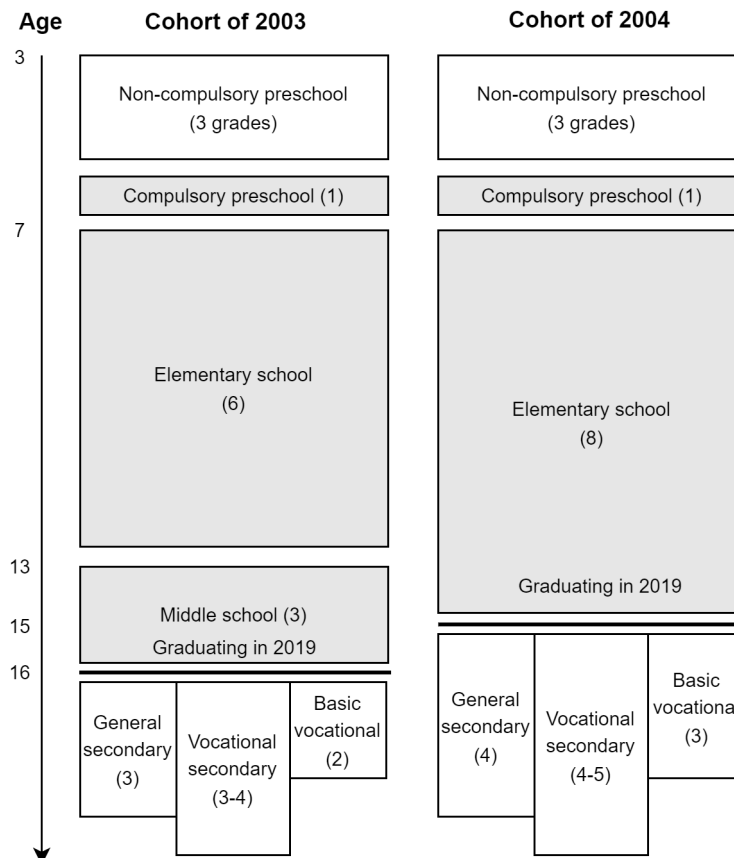 Age
Cohort of 2003
Cohort of 2004
3
7
13
15
16
Non-compulsory preschool
(3 grades)
Compulsory preschool (1)
Elementary school
(6)
Middle school (3)
Graduating in 2019
General
secondary
(3)
Vocational
secondary
(3-4)
Basic
vocational
(2)
Non-compulsory preschool
(3 grades)
Compulsory preschool (1)
Elementary school
(8)
Graduating in 2019
General
secondary
(4)
Vocational
secondary
(4-5)
Basic
vocational
(3)